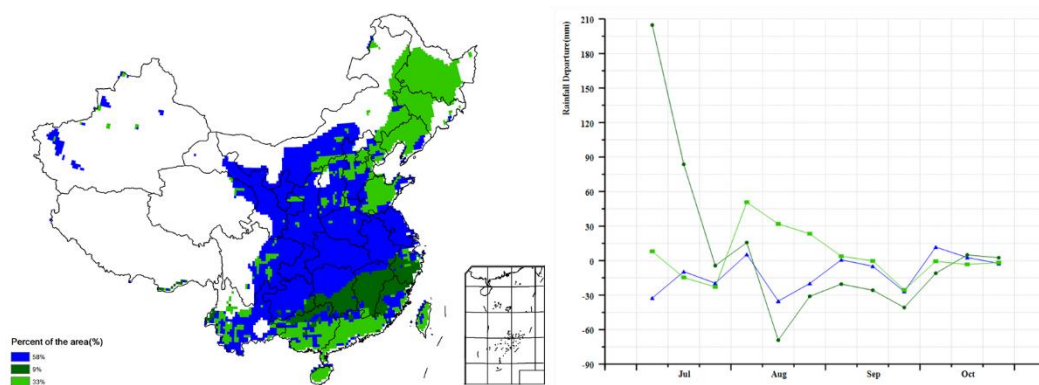 Percent of the area(%)
58%
9%
33%
Rainfall Departure(mm)
210
180
150
120
90
60
30
0
-30
-60
-90
Jul
Aug
Sep
Oct